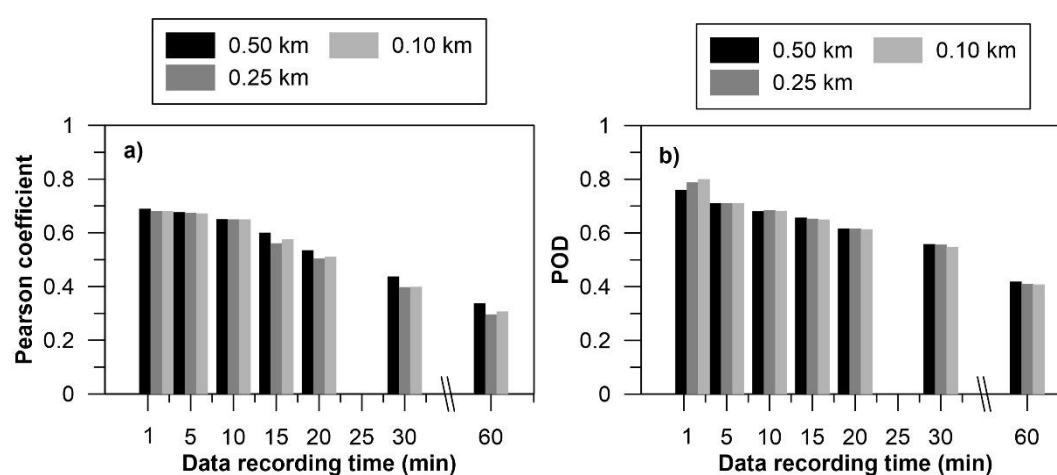 0.50 km 0.10 km
0.25 km
0.50 km 0.10 km
0.25 km
a)
Pearson coefficient
1
0.8
0.6
0.4
0.2
0
1 5 10 15 20 25 30 60
Data recording time (min)
b)
POD
1
0.8
0.6
0.4
0.2
0
1 5 10 15 20 25 30 60
Data recording time (min)